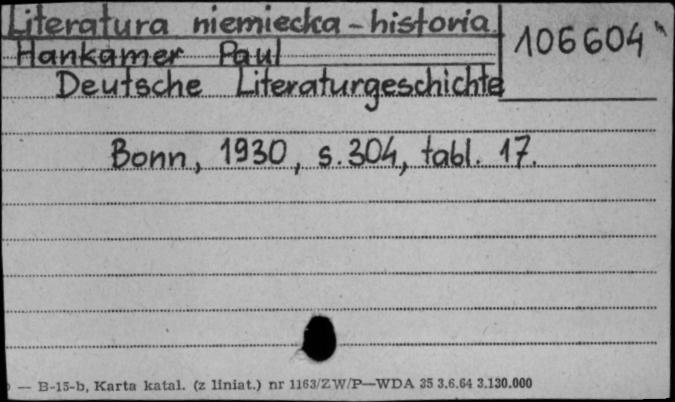 Literatura niemiecka - historia
106604
Hankamer Paul
Deutsche Literaturgeschichte
Bonn, 1930, s. 304, tabl. 17.
— B-15-b, Karta katal. (z liniat.) nr 1163/ZW/P—WDA 35 3.6.64 3.130.000